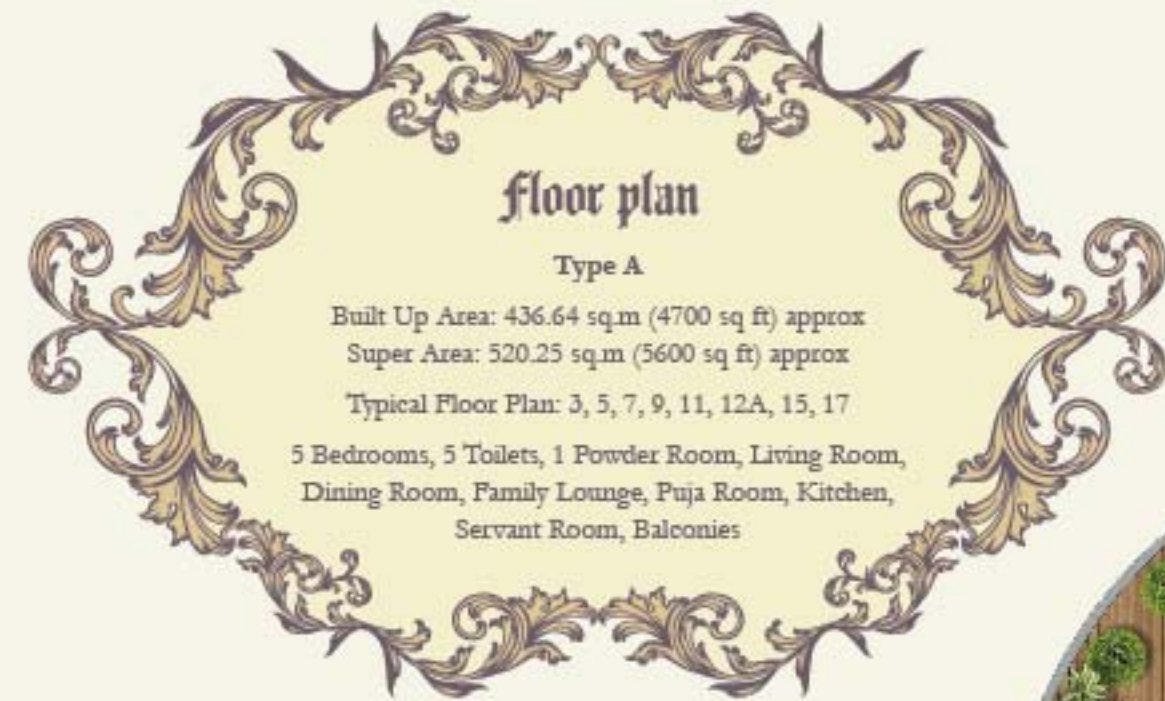 Floor plan
Type A
Built Up Area: 436.64 sq.m (4700 sq ft) approx
Super Area: 520.25 sq.m (5600 sq ft) approx
Typical Floor Plan: 3, 5, 7, 9, 11, 12A, 15, 17
5 Bedrooms, 5 Toilets, 1 Powder Room, Living Room,
Dining Room, Family Lounge, Puja Room, Kitchen,
Servant Room, Balconies